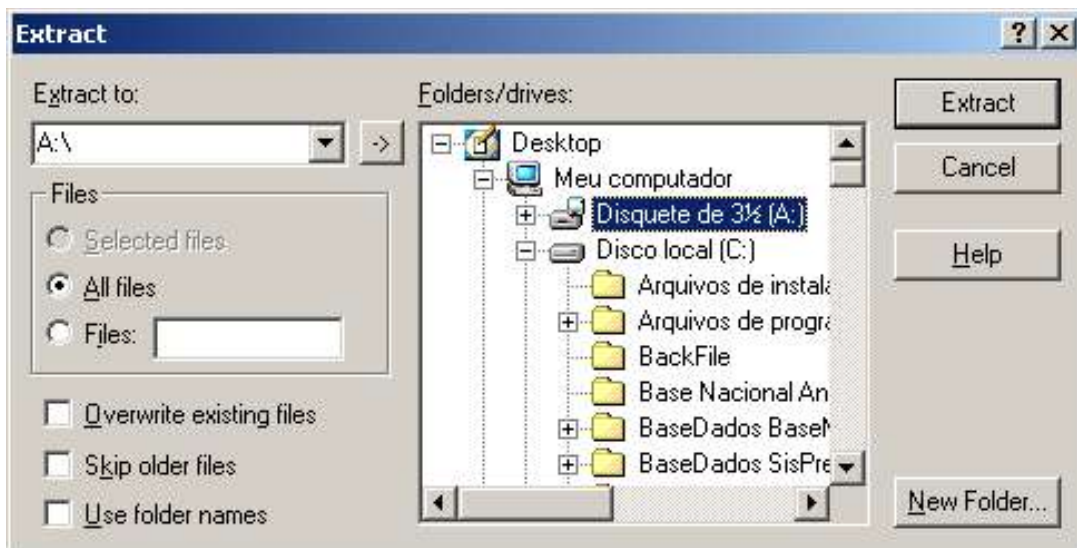 Extract
Extract to:
A:\
->
Files
Selected files
All files
Files:
Overwrite existing files
Skip older files
Use folder names
Folders/drives:
Desktop
Meu computador
Disquete de 3½ (A:)
Disco local (C:)
Arquivos de instala
Arquivos de progra
BackFile
Base Nacional An
BaseDados BaseN
BaseDados SisPre
Extract
Cancel
Help
New Folder...